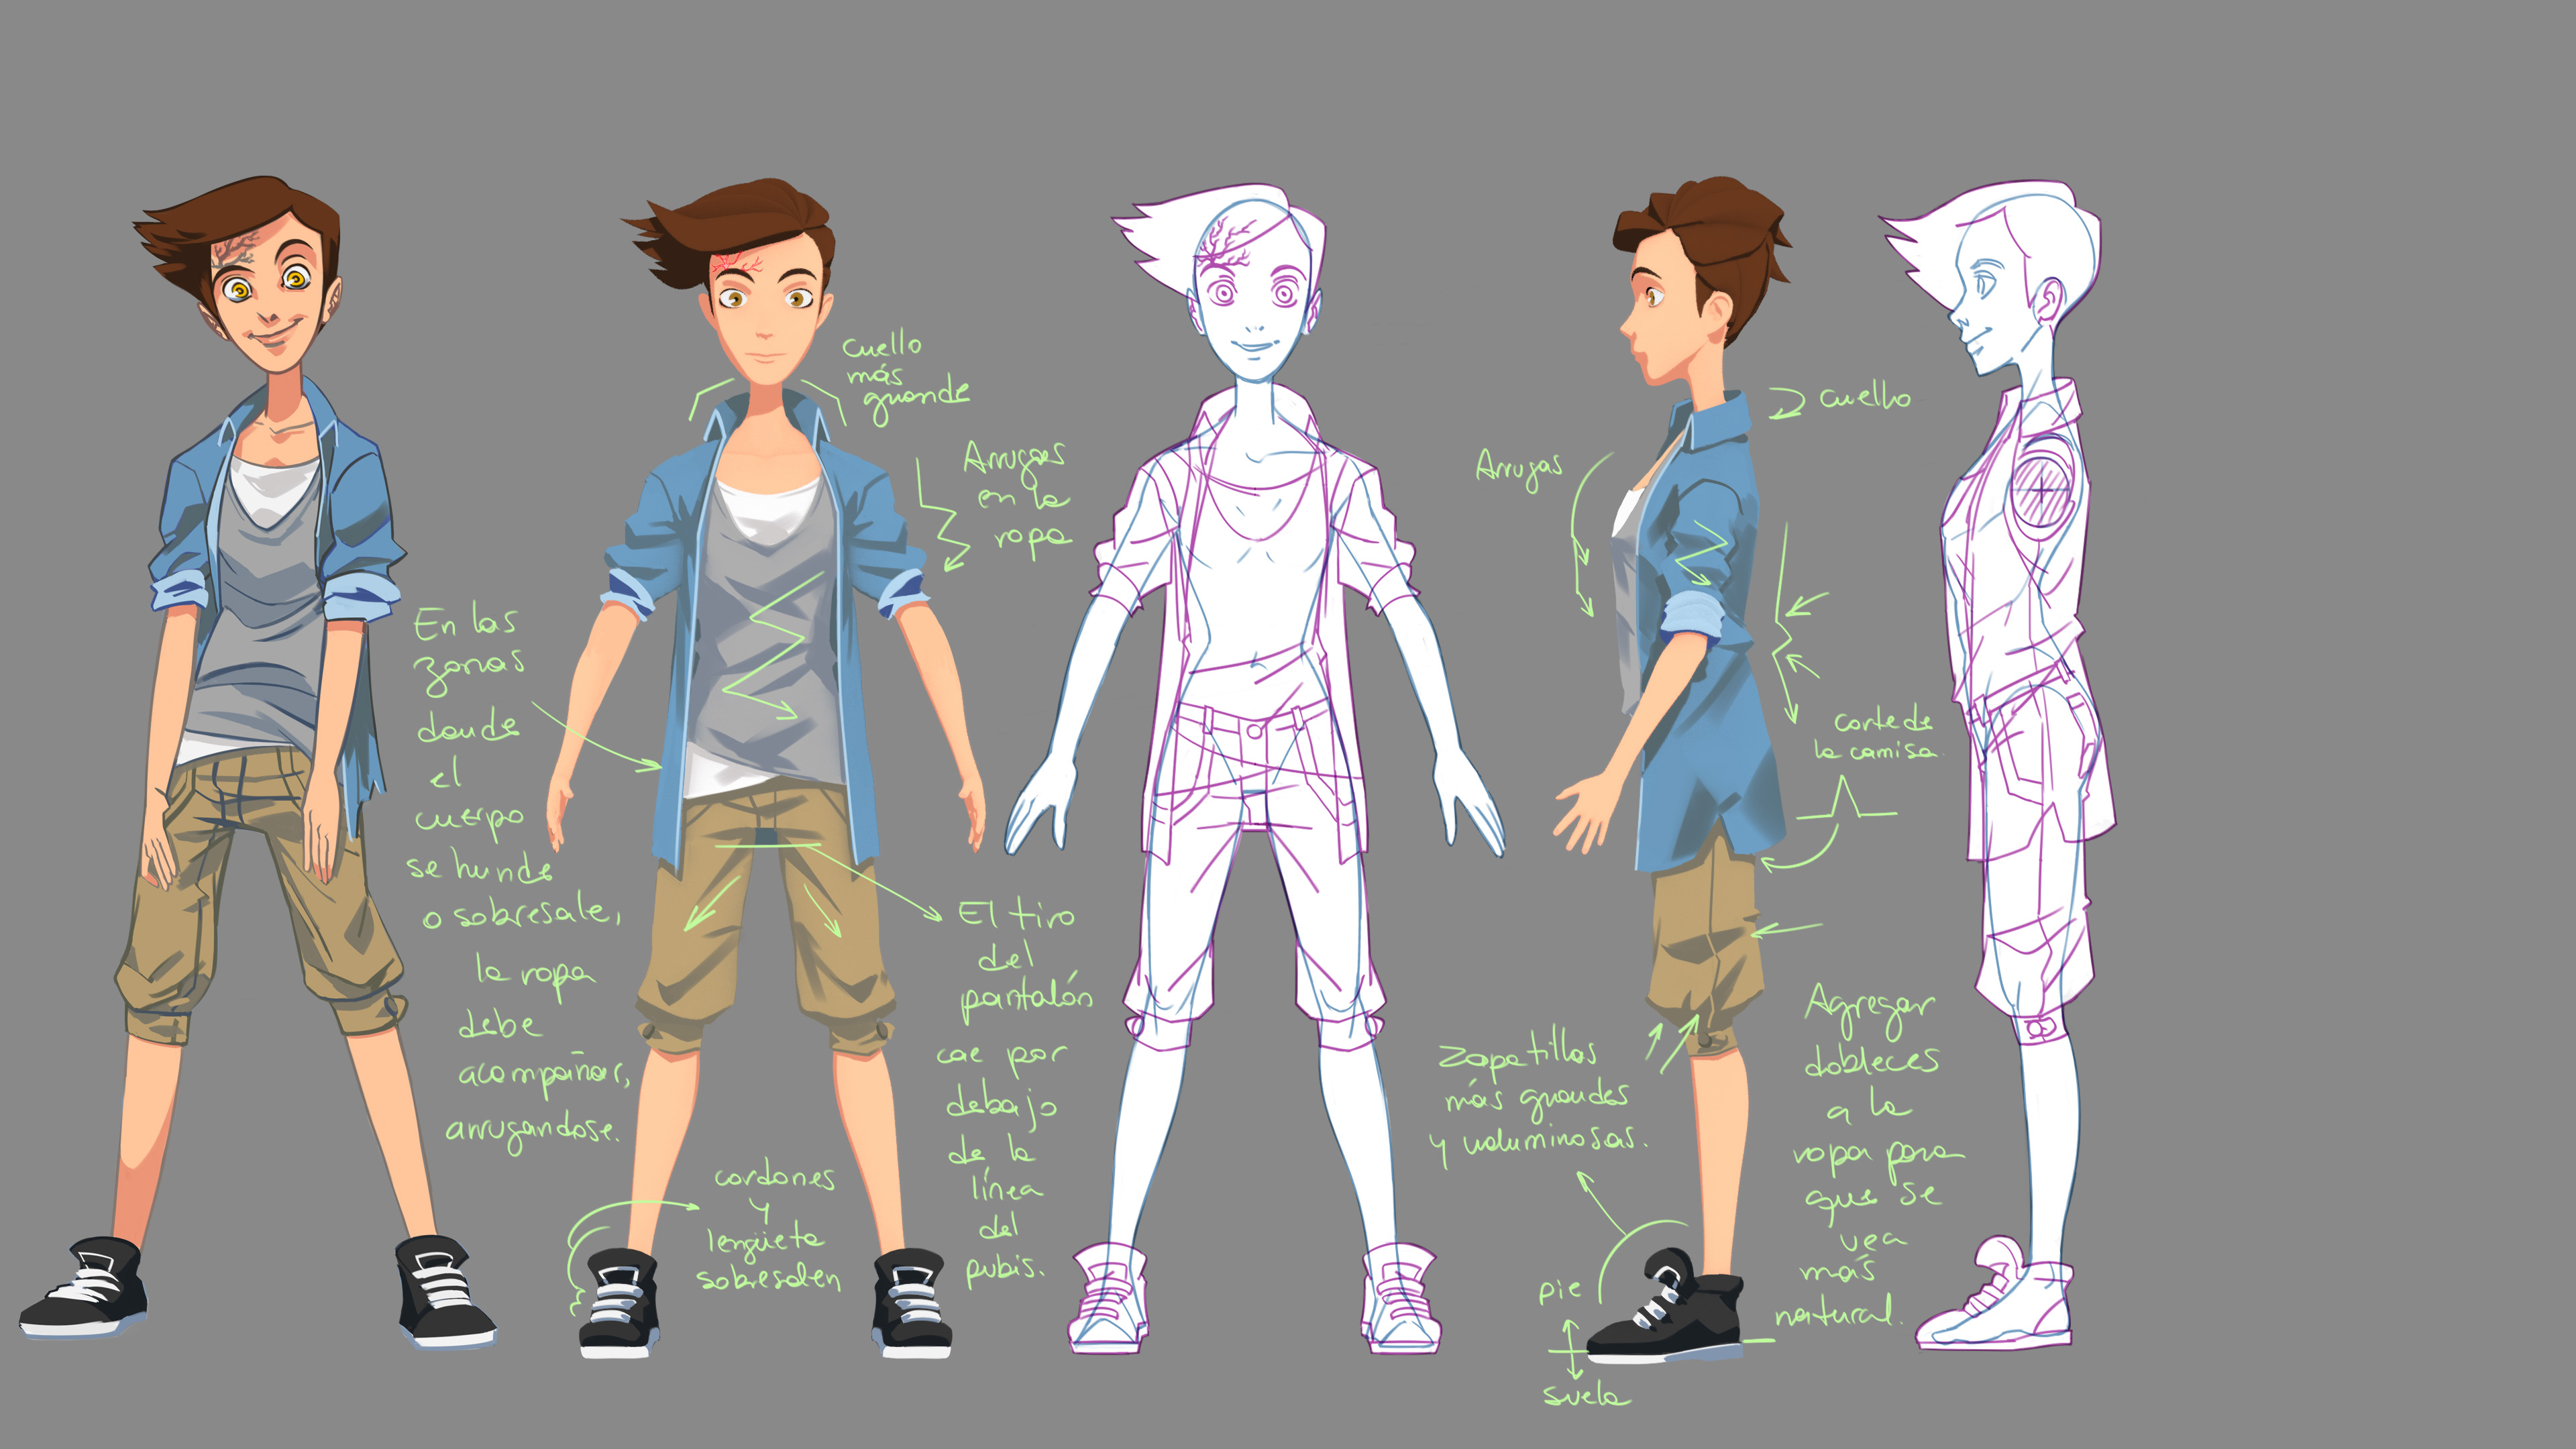 cuello
más
grande
Arrugas
en la
ropa
En las
zonas
donde
el
cuerpo
se hunde
o sobresale,
la ropa
debe
acompañar,
arrugandose.
El tiro
del
pantalón
cae por
debajo
de la
línea
del
pubis.
cordones
y
lengüeta
sobresalen
Arrugas
cuello
corte de
la camisa
zapatillas
más grandes
y voluminosas.
pie
suela
Agregar
dobleces
a la
ropa para
que se
vea
más
natural.